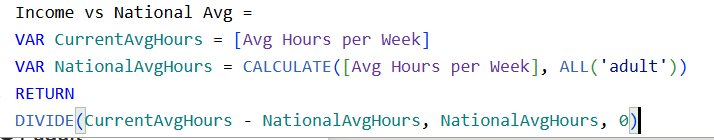 Income vs National Avg =
VAR CurrentAvgHours = [Avg Hours per Week]
VAR NationalAvgHours = CALCULATE([Avg Hours per Week], ALL('adult'))
RETURN
DIVIDE(CurrentAvgHours - NationalAvgHours, NationalAvgHours, 0)